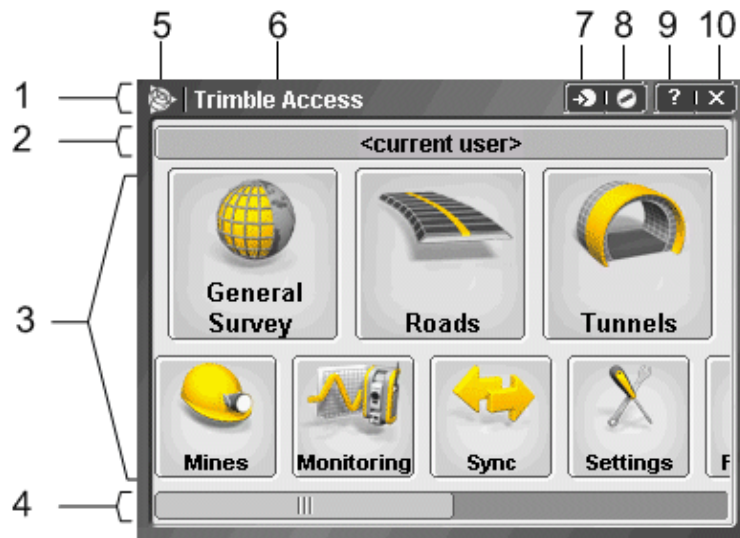 5 6 7 8 9 10
1 Trimble Access ? X
2 <current user>
3
General Survey Roads Tunnels
Mines Monitoring Sync Settings F
4